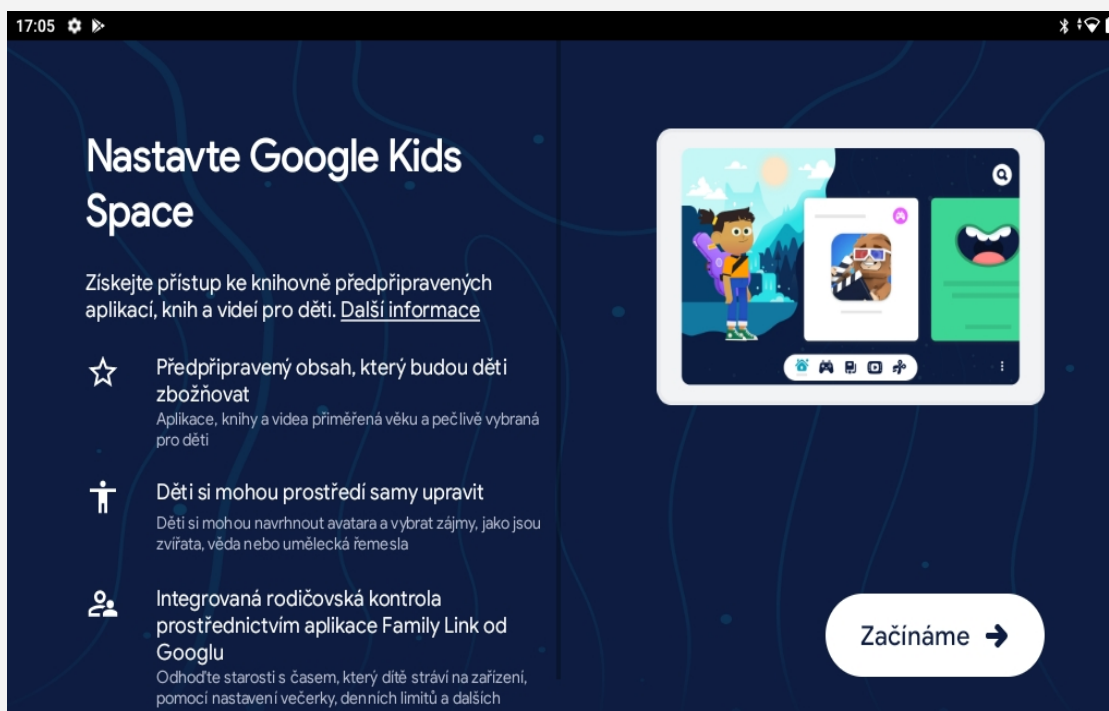 17:05
Nastavte Google Kids
Space
Získejte přístup ke knihovně předpřipravených
aplikací, knih a videí pro děti. Další informace
Předpřipravený obsah, který budou děti
zbožňovat
Aplikace, knihy a videa přiměřená věku a pečlivě vybraná
pro děti
Děti si mohou prostředí samy upravit
Děti si mohou navrhnout avatara a vybrat zájmy, jako jsou
zvířata, věda nebo umělecká řemesla
Integrovaná rodičovská kontrola
prostřednictvím aplikace Family Link od
Googlu
Odhoďte starosti s časem, který dítě stráví na zařízení,
pomocí nastavení večerky, denních limitů a dalších
Začínáme